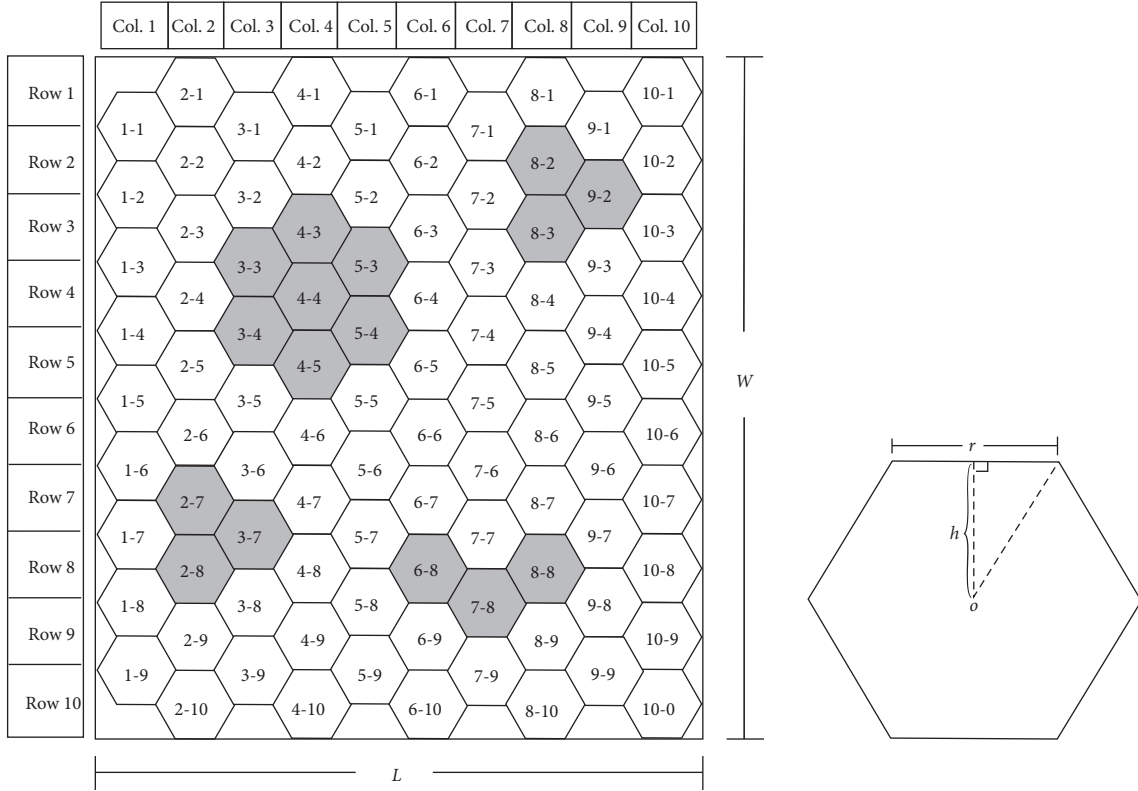 Col. 1 Col. 2 Col. 3 Col. 4 Col. 5 Col. 6 Col. 7 Col. 8 Col. 9 Col. 10
Row 1 2-1 4-1 6-1 8-1 10-1
1-1 3-1 5-1 7-1 9-1
Row 2 2-2 4-2 6-2 8-2 10-2
1-2 3-2 5-2 7-2 9-2
Row 3 2-3 4-3 6-3 8-3 10-3
1-3 3-3 5-3 7-3 9-3
Row 4 2-4 4-4 6-4 8-4 10-4
1-4 3-4 5-4 7-4 9-4
Row 5 2-5 4-5 6-5 8-5 10-5
W
1-5 3-5 5-5 7-5 9-5
Row 6 2-6 4-6 6-6 8-6 10-6
r
1-6 3-6 5-6 7-6 9-6
Row 7 2-7 4-7 6-7 8-7 10-7
1-7 3-7 5-7 7-7 9-7
h
Row 8 2-8 4-8 6-8 8-8 10-8
1-8 3-8 5-8 7-8 9-8
o
Row 9 2-9 4-9 6-9 8-9 10-9
1-9 3-9 5-9 7-9 9-9
Row 10 2-10 4-10 6-10 8-10 10-0
L